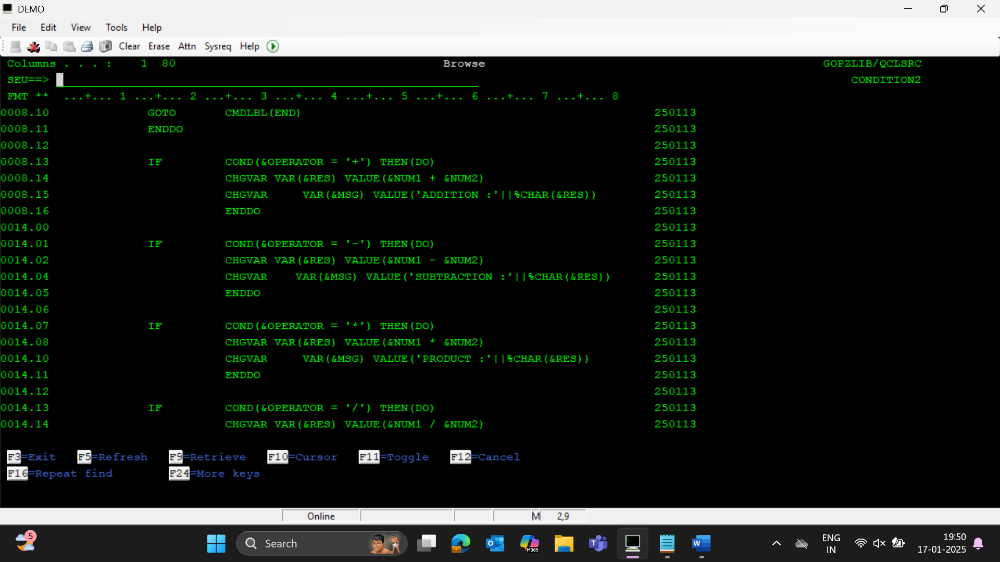 DEMO
File Edit View Tools Help
Clear Erase Attn Sysreq Help
Columns . . . : 1 80 Browse GOPZLIB/QCLSRC
SEU==> CONDITION2
FMT ** ...+... 1 ...+... 2 ...+... 3 ...+... 4 ...+... 5 ...+... 6 ...+... 7 ...+... 8
0008.10 GOTO CMDLBL(END) 250113
0008.11 ENDDO 250113
0008.12 250113
0008.13 IF COND(&OPERATOR = '+') THEN(DO) 250113
0008.14 CHGVAR VAR(&RES) VALUE(&NUM1 + &NUM2) 250113
0008.15 CHGVAR VAR(&MSG) VALUE('ADDITION :'||%CHAR(&RES)) 250113
0008.16 ENDDO 250113
0014.00 250113
0014.01 IF COND(&OPERATOR = '-') THEN(DO) 250113
0014.02 CHGVAR VAR(&RES) VALUE(&NUM1 - &NUM2) 250113
0014.04 CHGVAR VAR(&MSG) VALUE('SUBTRACTION :'||%CHAR(&RES)) 250113
0014.05 ENDDO 250113
0014.06 250113
0014.07 IF COND(&OPERATOR = '*') THEN(DO) 250113
0014.08 CHGVAR VAR(&RES) VALUE(&NUM1 * &NUM2) 250113
0014.10 CHGVAR VAR(&MSG) VALUE('PRODUCT :'||%CHAR(&RES)) 250113
0014.11 ENDDO 250113
0014.12 250113
0014.13 IF COND(&OPERATOR = '/') THEN(DO) 250113
0014.14 CHGVAR VAR(&RES) VALUE(&NUM1 / &NUM2) 250113
F3=Exit F5=Refresh F9=Retrieve F10=Cursor F11=Toggle F12=Cancel
F16=Repeat find F24=More keys
Online M 2,9
5 Search M365 ENG 19:50
IN 17-01-2025